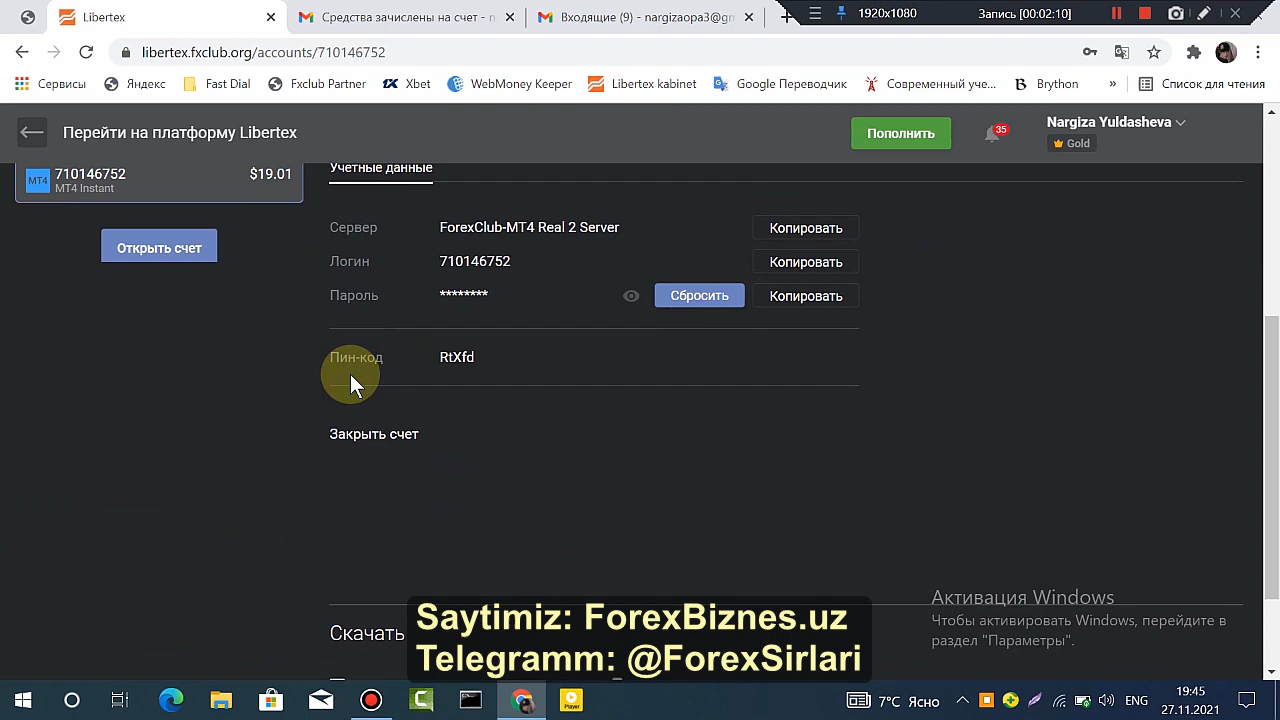 Libertex
Средства зачислены на счет - n
Входящие (9) - nargizaopa3@gm
1920x1080
Запись [00:02:10]
libertex.fxclub.org/accounts/710146752
Сервисы
Яндекс
Fast Dial
Fxclub Partner
Xbet
WebMoney Keeper
Libertex kabinet
Google Переводчик
Современный уче...
Brython
»
Список для чтения
Перейти на платформу Libertex
Пополнить
35
Nargiza Yuldasheva
Gold
MT4
710146752
$19.01
MT4 Instant
Учетные данные
Открыть счет
Сервер
ForexClub-MT4 Real 2 Server
Копировать
Логин
710146752
Копировать
Пароль
********
Сбросить
Копировать
Пин-код
RtXfd
Закрыть счет
Скачать
Saytimiz: ForexBiznes.uz
Telegramm: @ForexSirlari
Активация Windows
Чтобы активировать Windows, перейдите в
раздел "Параметры".
Player
7°C Ясно
ENG
19:45
27.11.2021